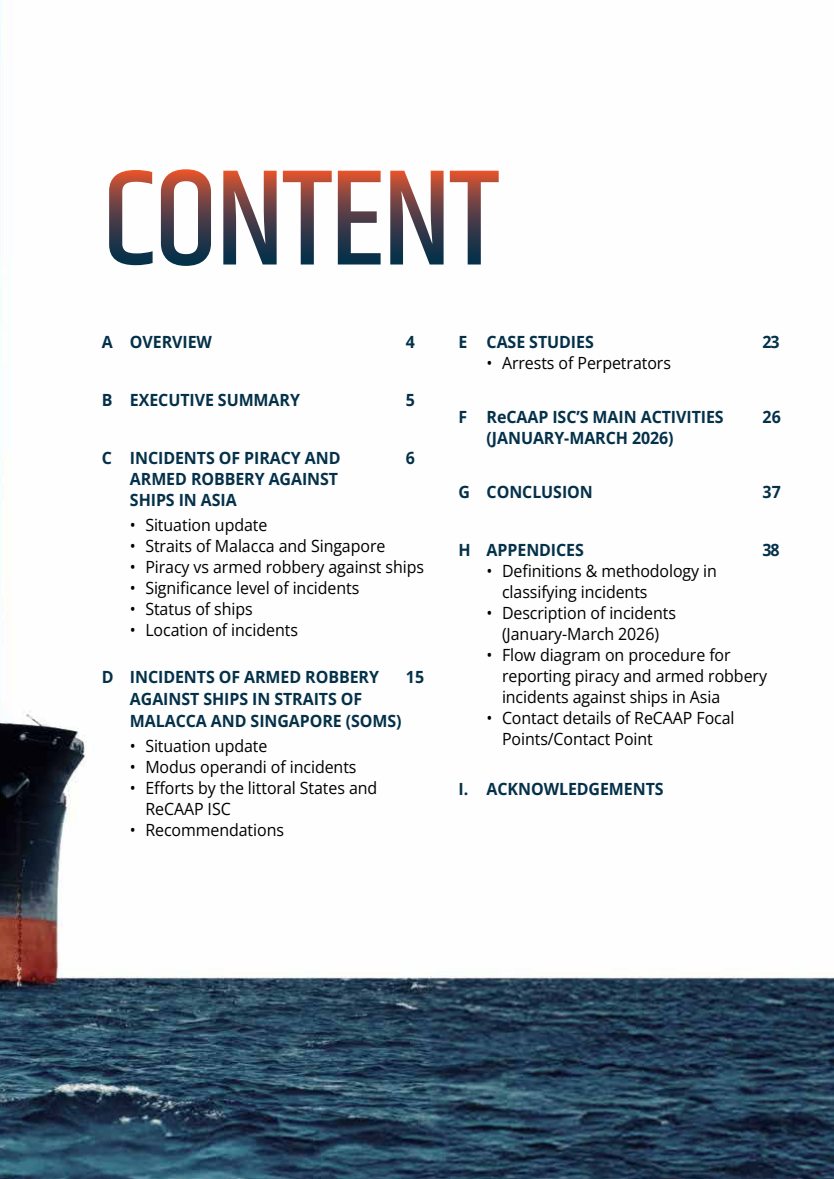 CONTENT
A OVERVIEW 4
B EXECUTIVE SUMMARY 5
C INCIDENTS OF PIRACY AND 6
ARMED ROBBERY AGAINST
SHIPS IN ASIA
• Situation update
• Straits of Malacca and Singapore
• Piracy vs armed robbery against ships
• Significance level of incidents
• Status of ships
• Location of incidents
D INCIDENTS OF ARMED ROBBERY 15
AGAINST SHIPS IN STRAITS OF
MALACCA AND SINGAPORE (SOMS)
• Situation update
• Modus operandi of incidents
• Efforts by the littoral States and
ReCAAP ISC
• Recommendations
E CASE STUDIES 23
• Arrests of Perpetrators
F ReCAAP ISC’S MAIN ACTIVITIES 26
(JANUARY-MARCH 2026)
G CONCLUSION 37
H APPENDICES 38
• Definitions & methodology in
classifying incidents
• Description of incidents
(January-March 2026)
• Flow diagram on procedure for
reporting piracy and armed robbery
incidents against ships in Asia
• Contact details of ReCAAP Focal
Points/Contact Point
I. ACKNOWLEDGEMENTS